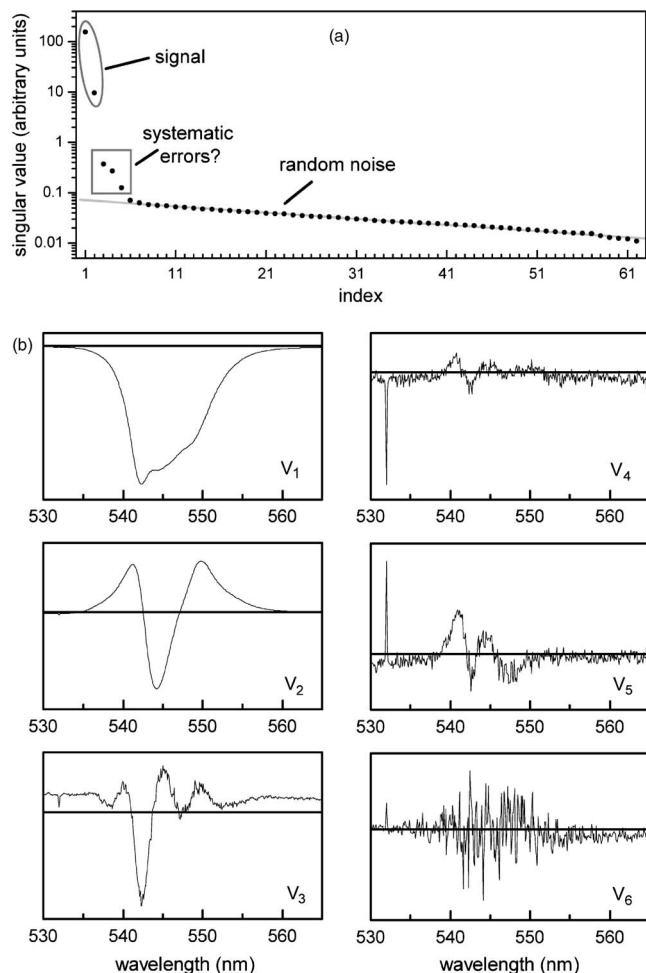 (a)
singular value (arbitrary units)
100
10
1
0.1
0.01
signal
systematic
errors?
random noise
1 11 21 31 41 51 61
index
(b)
V1
530 540 550 560
V4
530 540 550 560
V2
530 540 550 560
V5
530 540 550 560
V3
530 540 550 560
wavelength (nm)
V6
530 540 550 560
wavelength (nm)